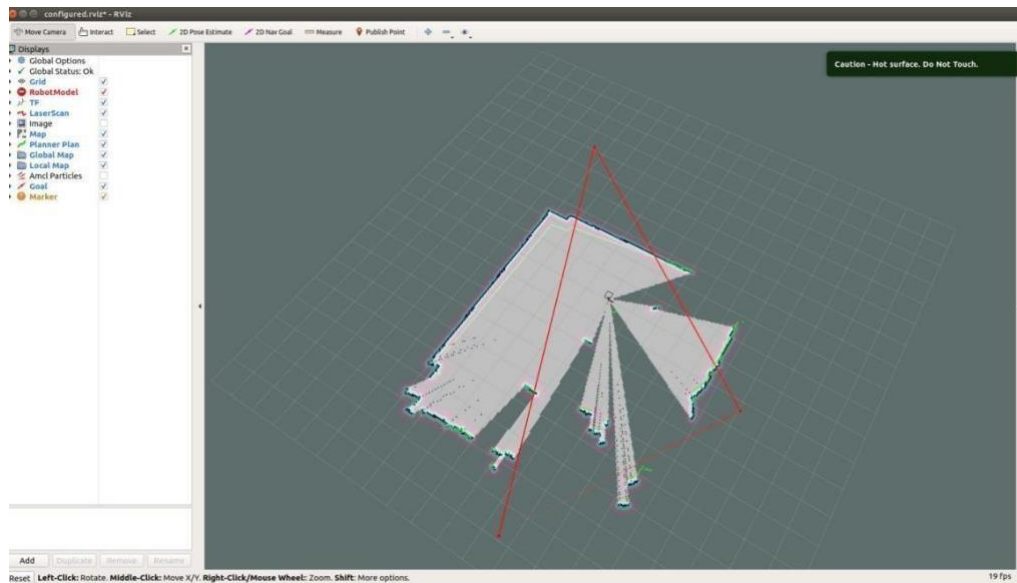 configured.rviz* - RViz
Move Camera Interact Select 2D Pose Estimate 2D Nav Goal Measure Publish Point
Displays
Global Options
Global Status: Ok
Grid
RobotModel
TF
LaserScan
Image
Map
Planner Plan
Global Map
Local Map
Amcl Particles
Goal
Marker
Caution - Hot surface. Do Not Touch.
Add Duplicate Remove Rename
Reset Left-Click: Rotate. Middle-Click: Move X/Y. Right-Click/Mouse Wheel: Zoom. Shift: More options. 19 fps